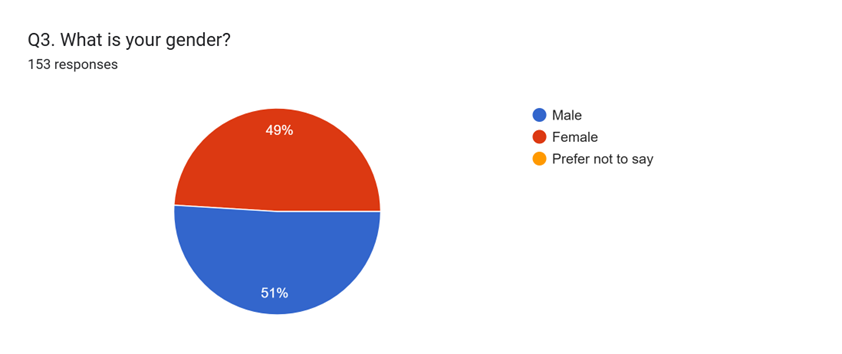 Q3. What is your gender?
153 responses
49%
51%
Male
Female
Prefer not to say